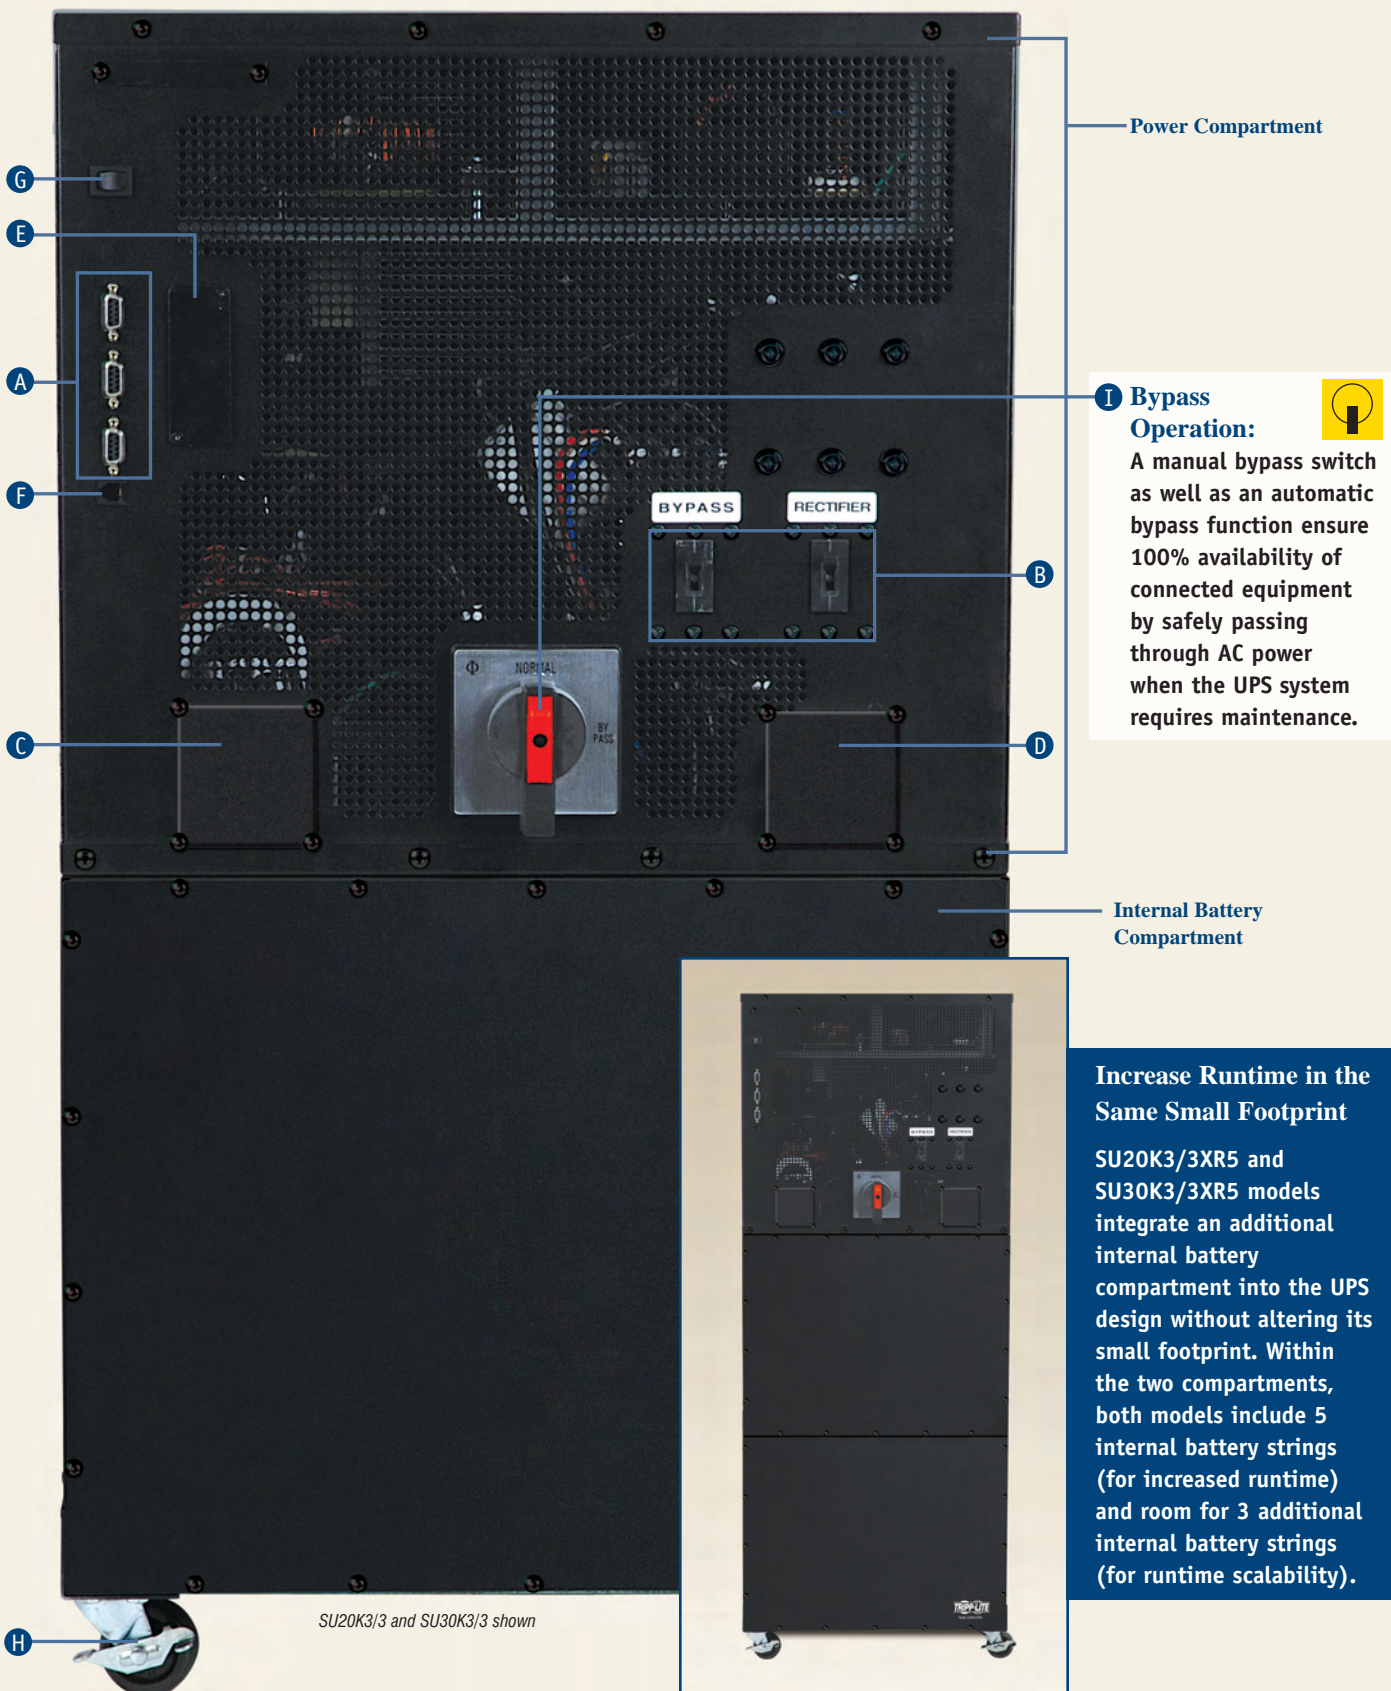 Power Compartment
G
E
A
F
I Bypass
Operation:
A manual bypass switch
as well as an automatic
bypass function ensure
100% availability of
connected equipment
by safely passing
through AC power
when the UPS system
requires maintenance.
BYPASS
RECTIFIER
B
NORMAL
BY
PASS
C
D
Internal Battery
Compartment
BYPASS
RECTIFIER
Increase Runtime in the
Same Small Footprint
SU20K3/3XR5 and
SU30K3/3XR5 models
integrate an additional
internal battery
compartment into the UPS
design without altering its
small footprint. Within
the two compartments,
both models include 5
internal battery strings
(for increased runtime)
and room for 3 additional
internal battery strings
(for runtime scalability).
TRIPP-LITE
SU20K3/3 and SU30K3/3 shown
H